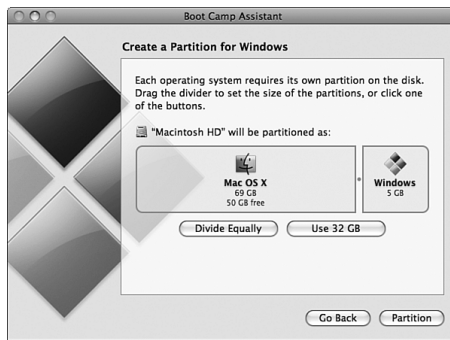 Boot Camp Assistant
Create a Partition for Windows
Each operating system requires its own partition on the disk.
Drag the divider to set the size of the partitions, or click one
of the buttons.
"Macintosh HD" will be partitioned as:
Mac OS X
69 GB
50 GB free
Windows
5 GB
Divide Equally
Use 32 GB
Go Back
Partition